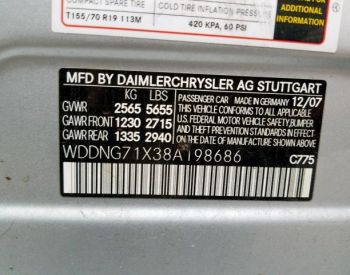 COMPACT SPARE TIRE
T155/70 R19 113M
COLD TIRE INFLATION PRESSURE
420 KPA, 60 PSI
ADDITIONAL
INFORMATION
MFD BY DAIMLERCHRYSLER AG STUTTGART
KG LBS
GVWR 2565 5655
GAWR FRONT 1230 2715
GAWR REAR 1335 2940
PASSENGER CAR MADE IN GERMANY 12/07
THIS VEHICLE CONFORMS TO ALL APPLICABLE
U.S. FEDERAL MOTOR VEHICLE SAFETY
BUMPER, AND THEFT PREVENTION STANDARDS
IN EFFECT ON THE DATE OF MANUFACTURE
SHOWN ABOVE
WDDNG71X38A198686
C775